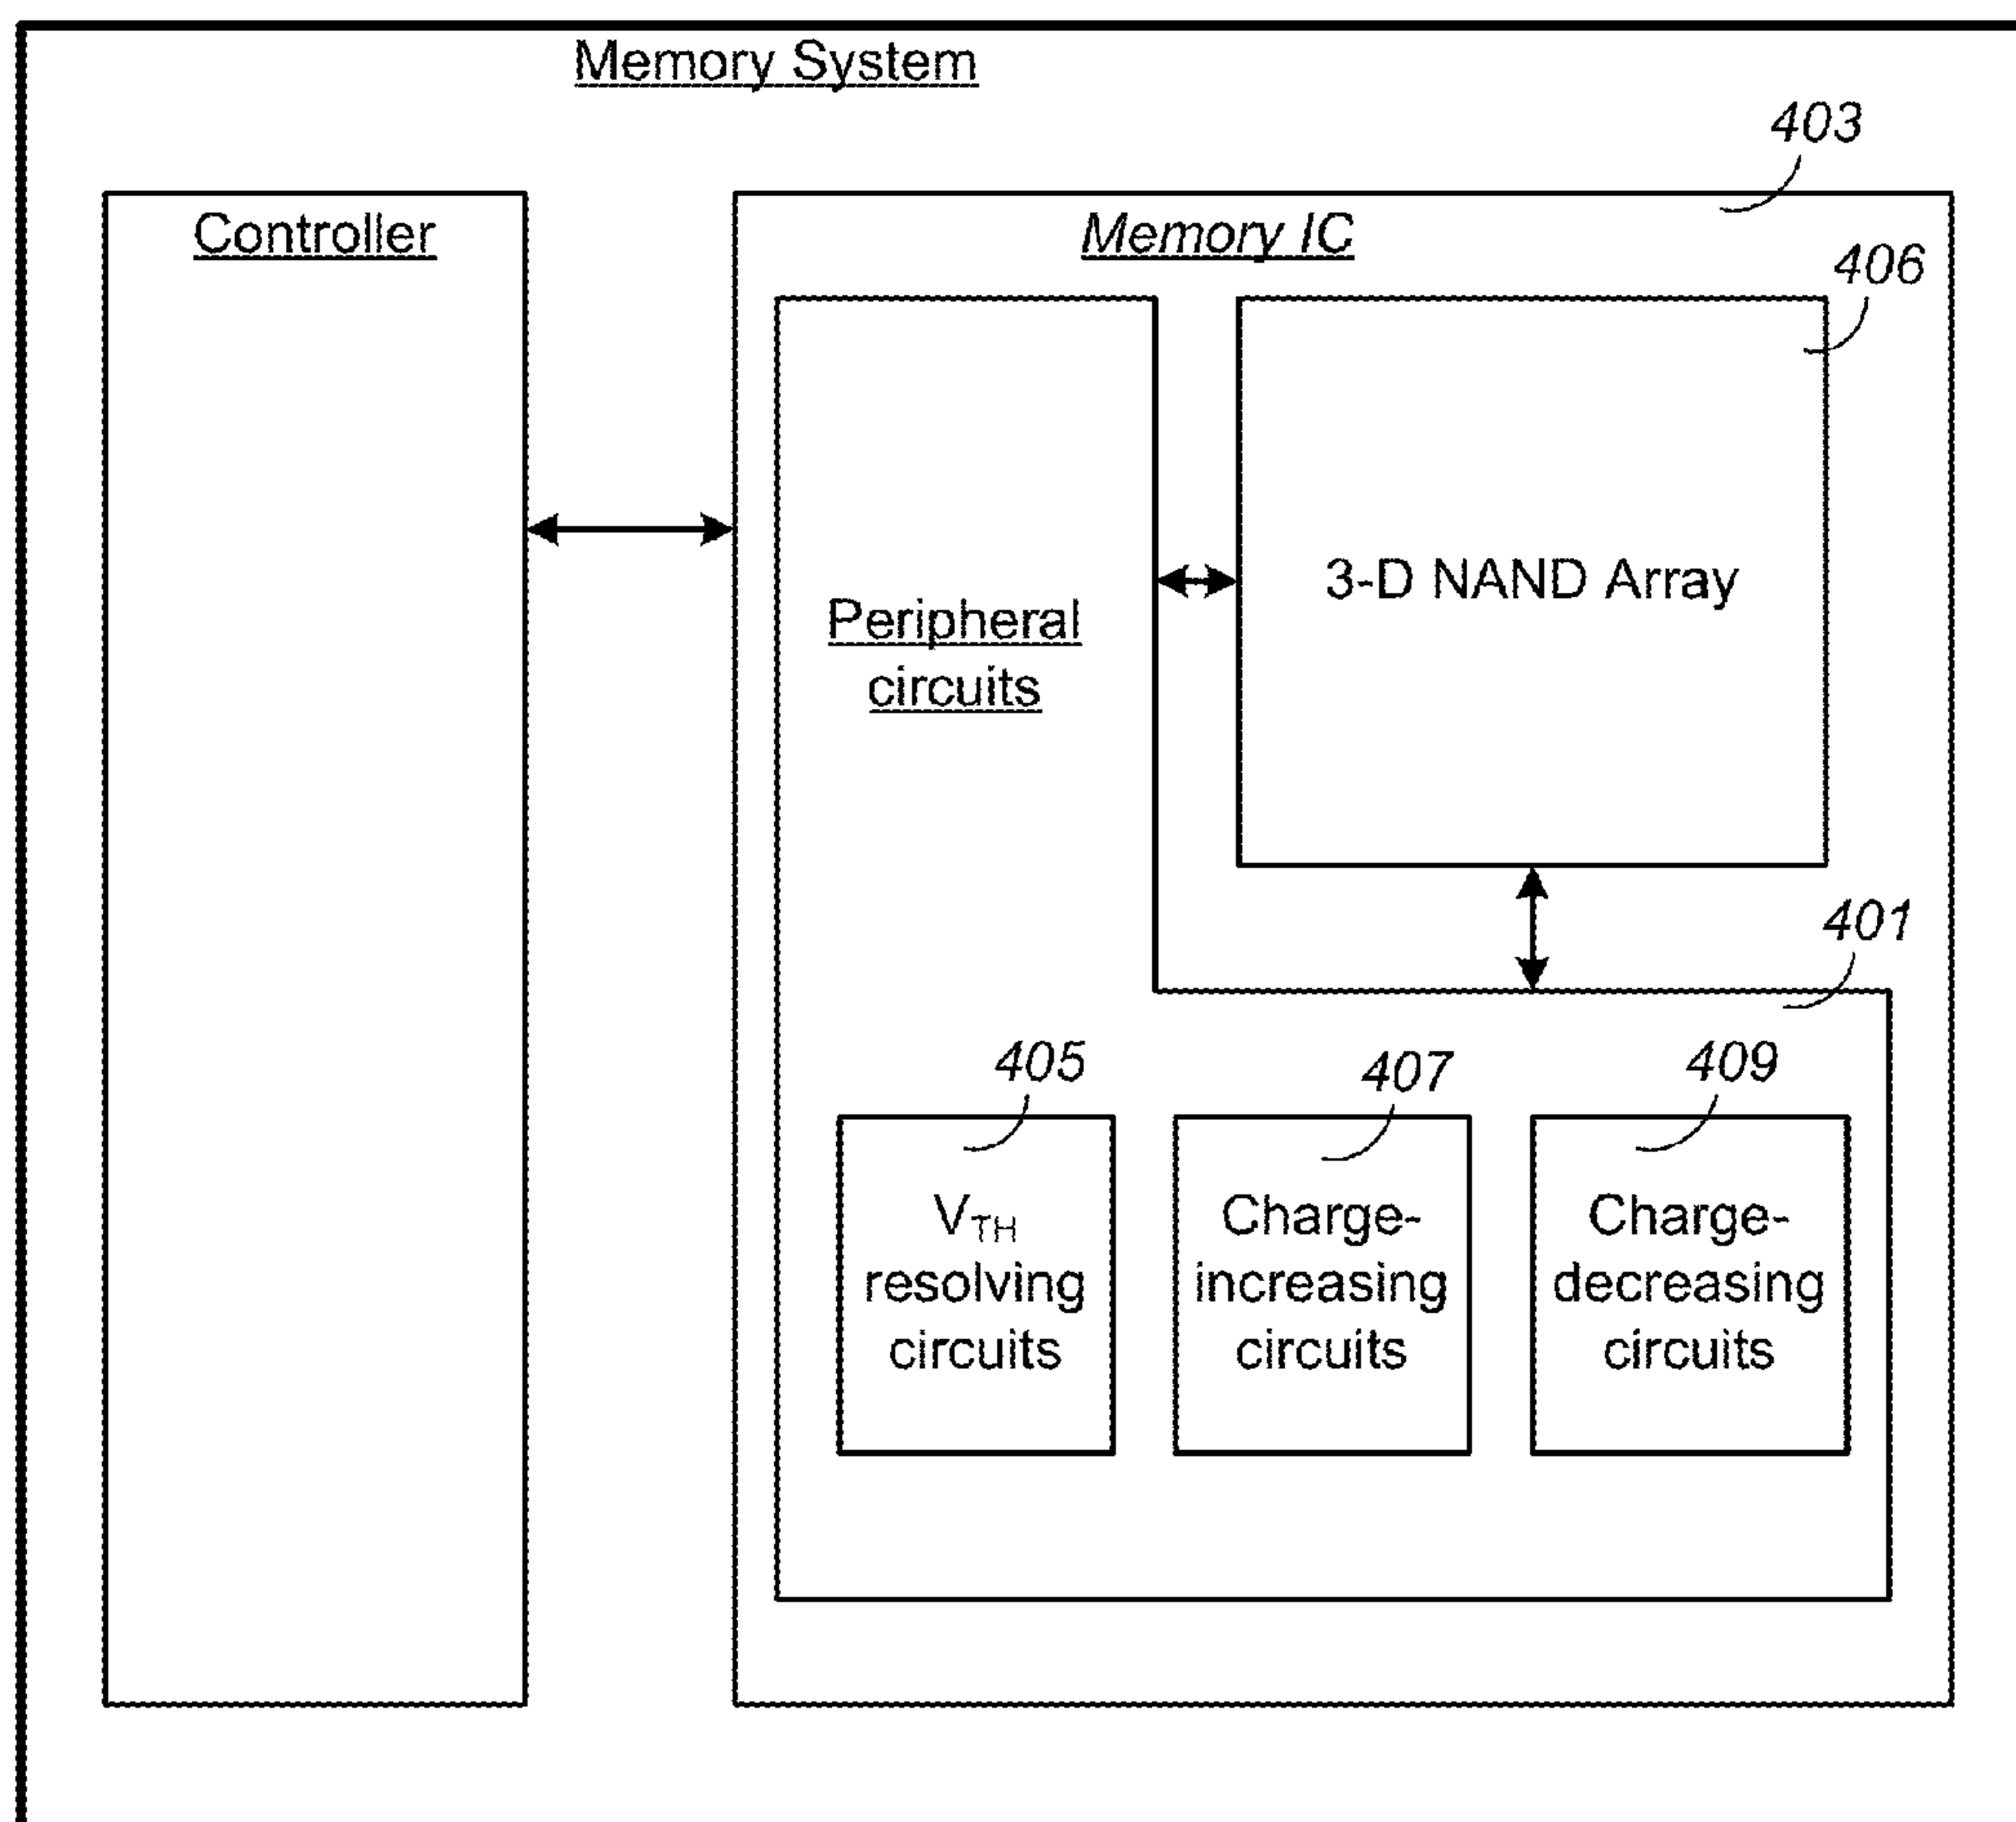 Memory System
403
Controller
Memory IC
406
3-D NAND Array
Peripheral
circuits
401
405
407
409
VTH
resolving
circuits
Charge-
increasing
circuits
Charge-
decreasing
circuits